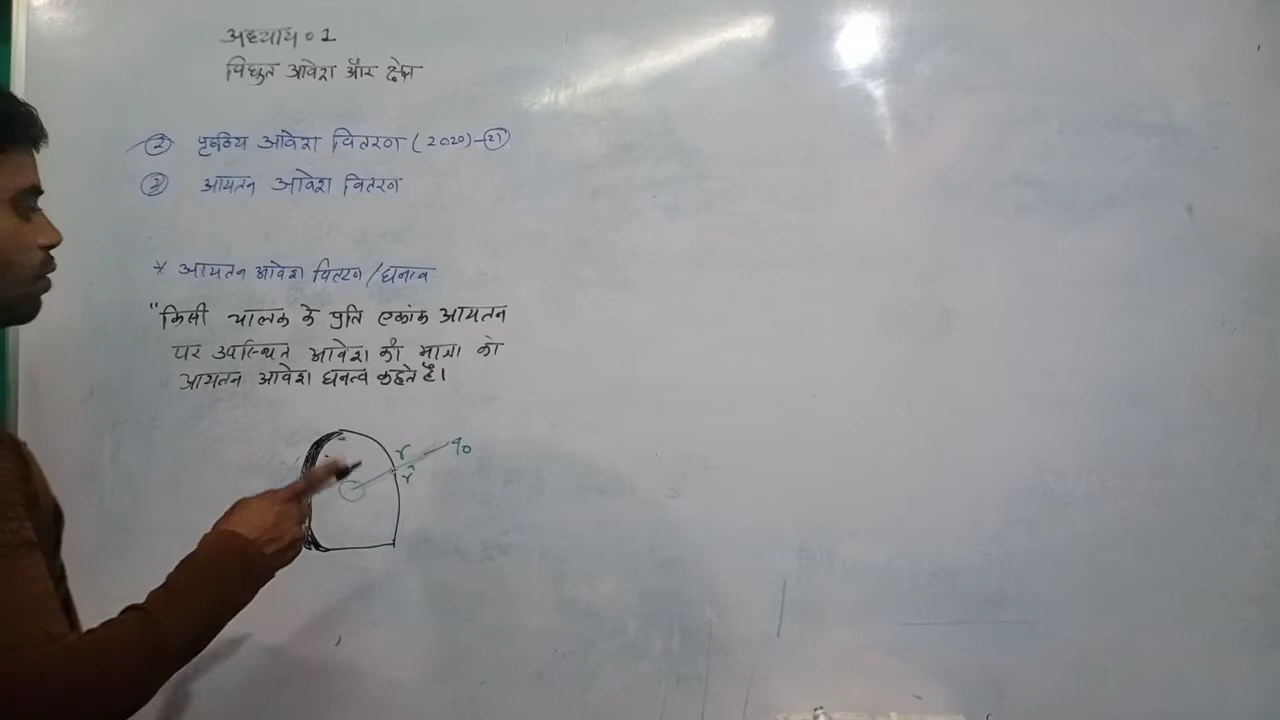 अध्याय ० 1
विधुत आवेश और क्षेत्र
② पृष्ठीय आवेश वितरण (2020)-(21)
③ आयतन आवेश वितरण
* आयतन आवेश वितरण/घनत्व
"किसी चालक के प्रति एकांक आयतन
पर उपस्थित आवेश की मात्रा को
आयतन आवेश घनत्व कहते है।
r q₀
r